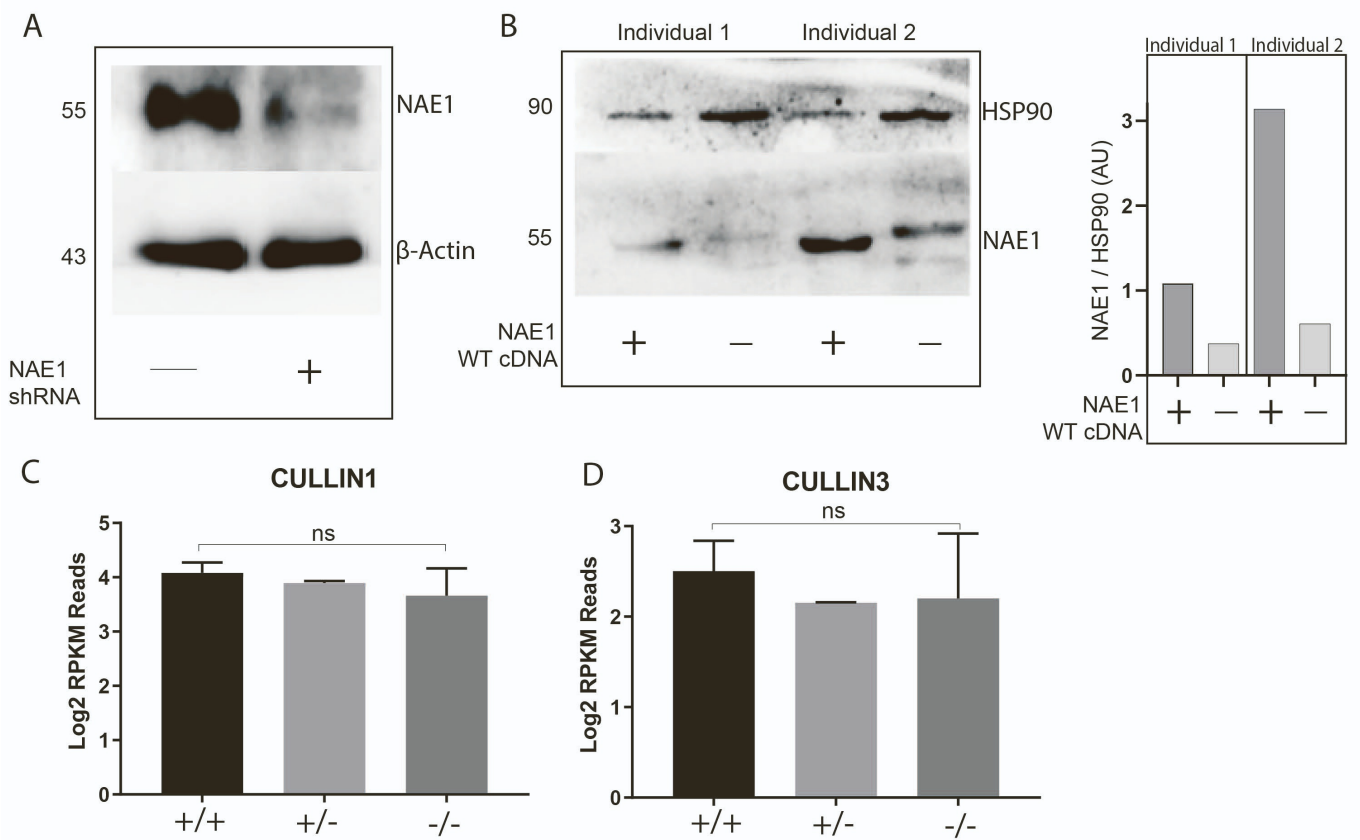 A
55
NAE1
43
β-Actin
NAE1
shRNA
— +
B
Individual 1 Individual 2
90
HSP90
55
NAE1
NAE1
WT cDNA
+ — + —
Individual 1 Individual 2
NAE1 / HSP90 (AU)
3
2
1
0
NAE1
WT cDNA
+ — + —
C
CULLIN1
ns
Log2 RPKM Reads
5
4
3
2
1
0
+/+ +/- -/-
D
CULLIN3
ns
Log2 RPKM Reads
3
2
1
0
+/+ +/- -/-